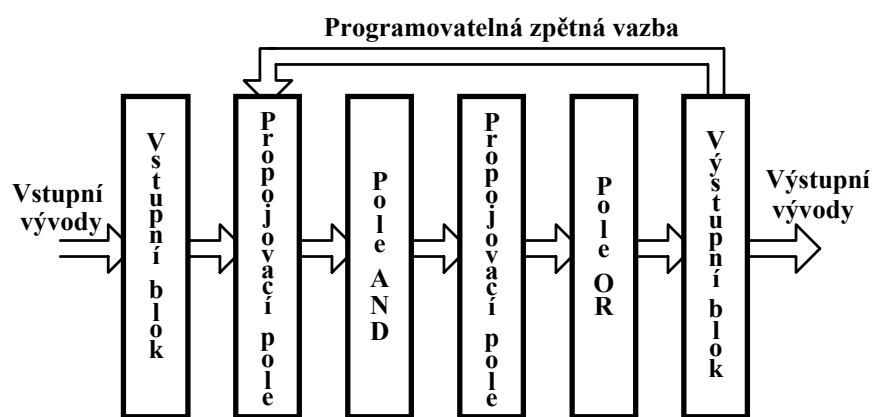 Programovatelná zpětná vazba
Vstupní
vývody
Vstupní blok
Propojovací pole
Pole AND
Propojovací pole
Pole OR
Výstupní blok
Výstupní
vývody